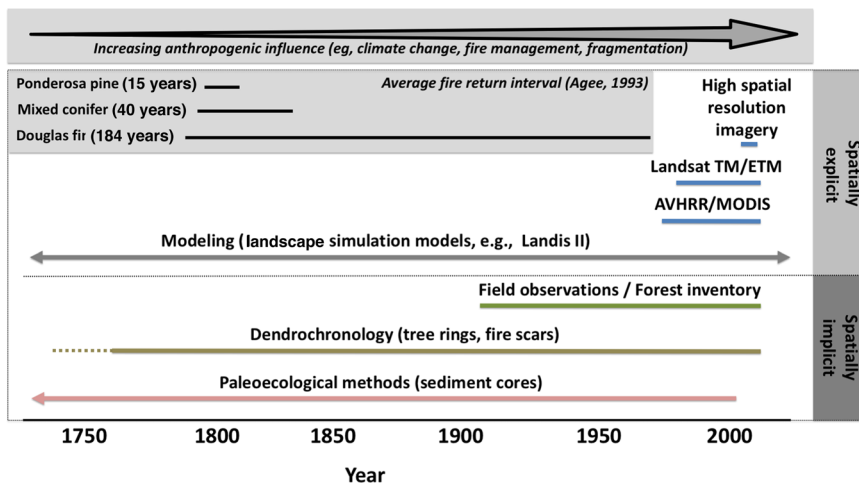 Increasing anthropogenic influence (eg, climate change, fire management, fragmentation)
Ponderosa pine (15 years)
Average fire return interval (Agee, 1993)
Mixed conifer (40 years)
Douglas fir (184 years)
High spatial
resolution
imagery
Landsat TM/ETM
AVHRR/MODIS
Modeling (landscape simulation models, e.g., Landis II)
Spatially
explicit
Field observations / Forest inventory
Dendrochronology (tree rings, fire scars)
Paleoecological methods (sediment cores)
Spatially
implicit
1750 1800 1850 1900 1950 2000
Year